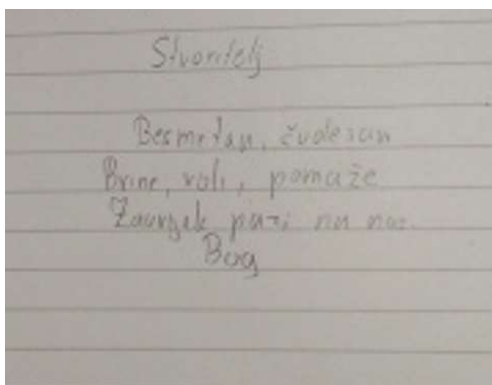 Stvoritelj
Besmrtan, čudesan
Brine, voli, pomaže
Zauvijek pazi na nas.
Bog